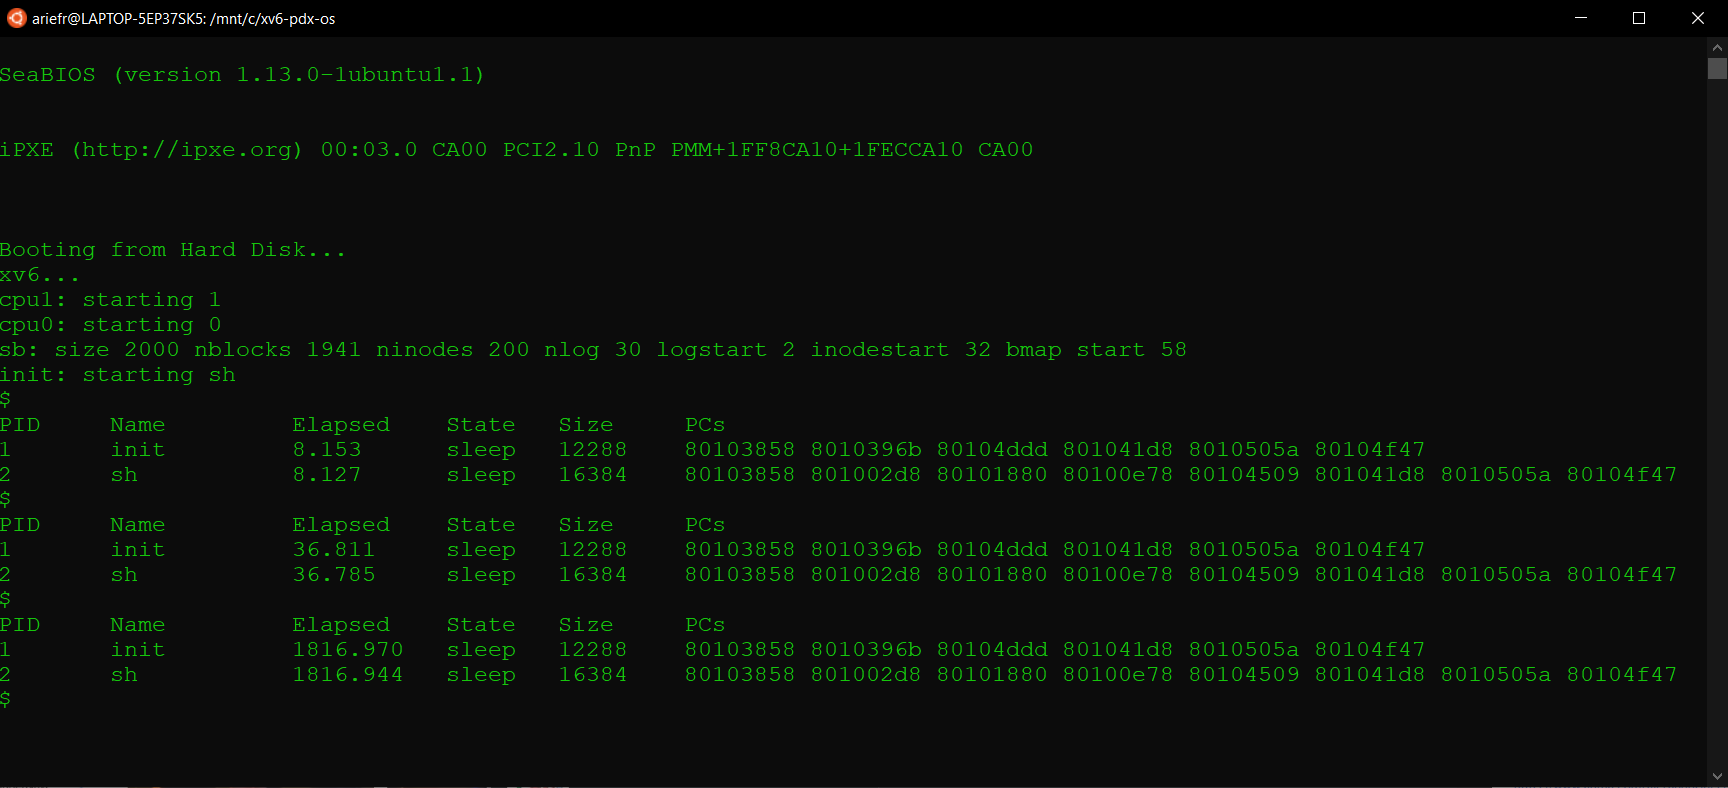 ariefr@LAPTOP-5EP37SK5: /mnt/c/xv6-pdx-os
SeaBIOS (version 1.13.0-1ubuntu1.1)
iPXE (http://ipxe.org) 00:03.0 CA00 PCI2.10 PnP PMM+1FF8CA10+1FECCA10 CA00
Booting from Hard Disk...
xv6...
cpu1: starting 1
cpu0: starting 0
sb: size 2000 nblocks 1941 ninodes 200 nlog 30 logstart 2 inodestart 32 bmap start 58
init: starting sh
$
PID Name Elapsed State Size PCs
1 init 8.153 sleep 12288 80103858 8010396b 80104ddd 801041d8 8010505a 80104f47
2 sh 8.127 sleep 16384 80103858 801002d8 80101880 80100e78 80104509 801041d8 8010505a 80104f47
$
PID Name Elapsed State Size PCs
1 init 36.811 sleep 12288 80103858 8010396b 80104ddd 801041d8 8010505a 80104f47
2 sh 36.785 sleep 16384 80103858 801002d8 80101880 80100e78 80104509 801041d8 8010505a 80104f47
$
PID Name Elapsed State Size PCs
1 init 1816.970 sleep 12288 80103858 8010396b 80104ddd 801041d8 8010505a 80104f47
2 sh 1816.944 sleep 16384 80103858 801002d8 80101880 80100e78 80104509 801041d8 8010505a 80104f47
$